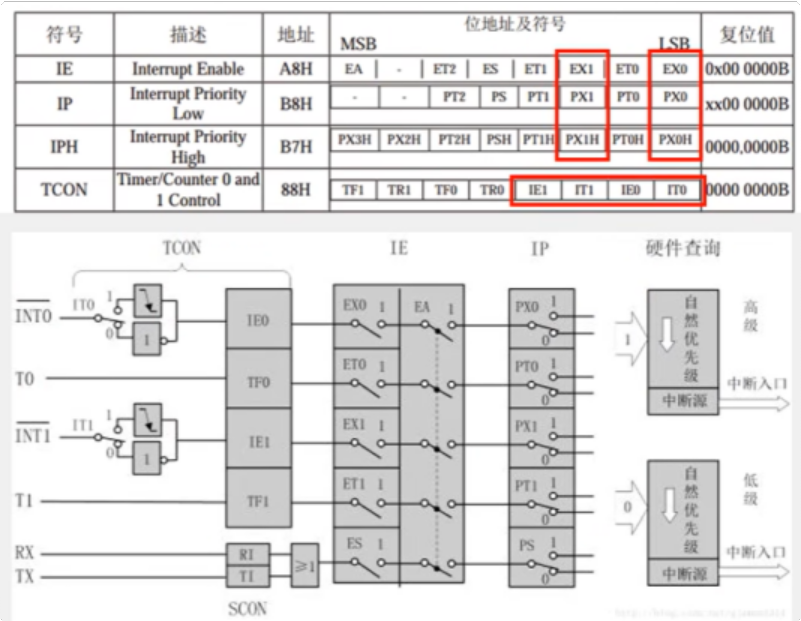 符号 描述 地址 位地址及符号 复位值
MSB LSB
IE Interrupt Enable A8H EA - ET2 ES ET1 EX1 ET0 EX0 0x00 0000B
IP Interrupt Priority Low B8H - - PT2 PS PT1 PX1 PT0 PX0 xx00 0000B
IPH Interrupt Priority High B7H PX3H PX2H PT2H PSH PT1H PX1H PT0H PX0H 0000,0000B
TCON Timer/Counter 0 and 1 Control 88H TF1 TR1 TF0 TR0 IE1 IT1 IE0 IT0 0000 0000B
TCON IE IP 硬件查询
INT0 IT0 1 0 1 IE0 EX0 1 EA 1 PX0 1 0
T0 TF0 ET0 1 PT0 1 0
INT1 IT1 1 0 1 IE1 EX1 1 PX1 1 0
T1 TF1 ET1 1 PT1 1 0
RX RI ES 1 PS 1 0
TX TI ≥1
SCON
1 自然优先级 高级
中断源 中断入口
0 自然优先级 低级
中断源 中断入口